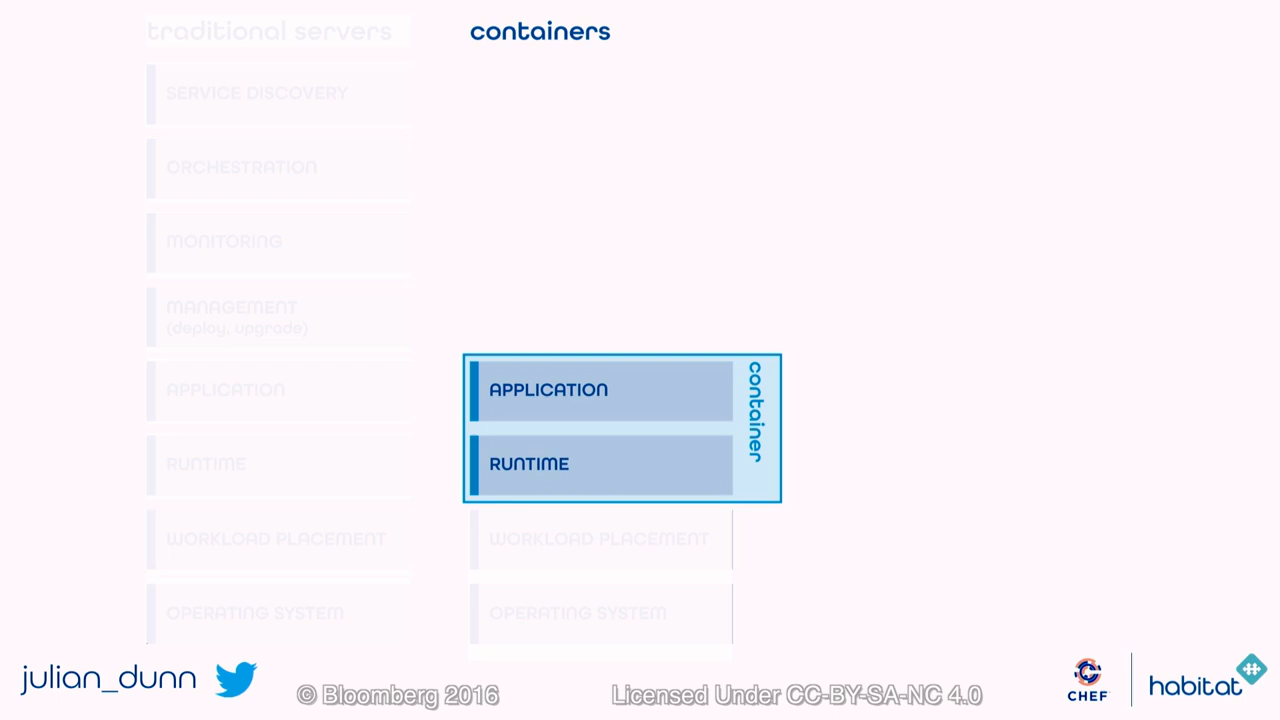 traditional servers
SERVICE DISCOVERY
ORCHESTRATION
MONITORING
MANAGEMENT
(deploy, upgrade)
APPLICATION
RUNTIME
WORKLOAD PLACEMENT
OPERATING SYSTEM
containers
APPLICATION
RUNTIME
container
WORKLOAD PLACEMENT
OPERATING SYSTEM
julian_dunn
© Bloomberg 2016
Licensed Under CC-BY-SA-NC 4.0
CHEF
habitat